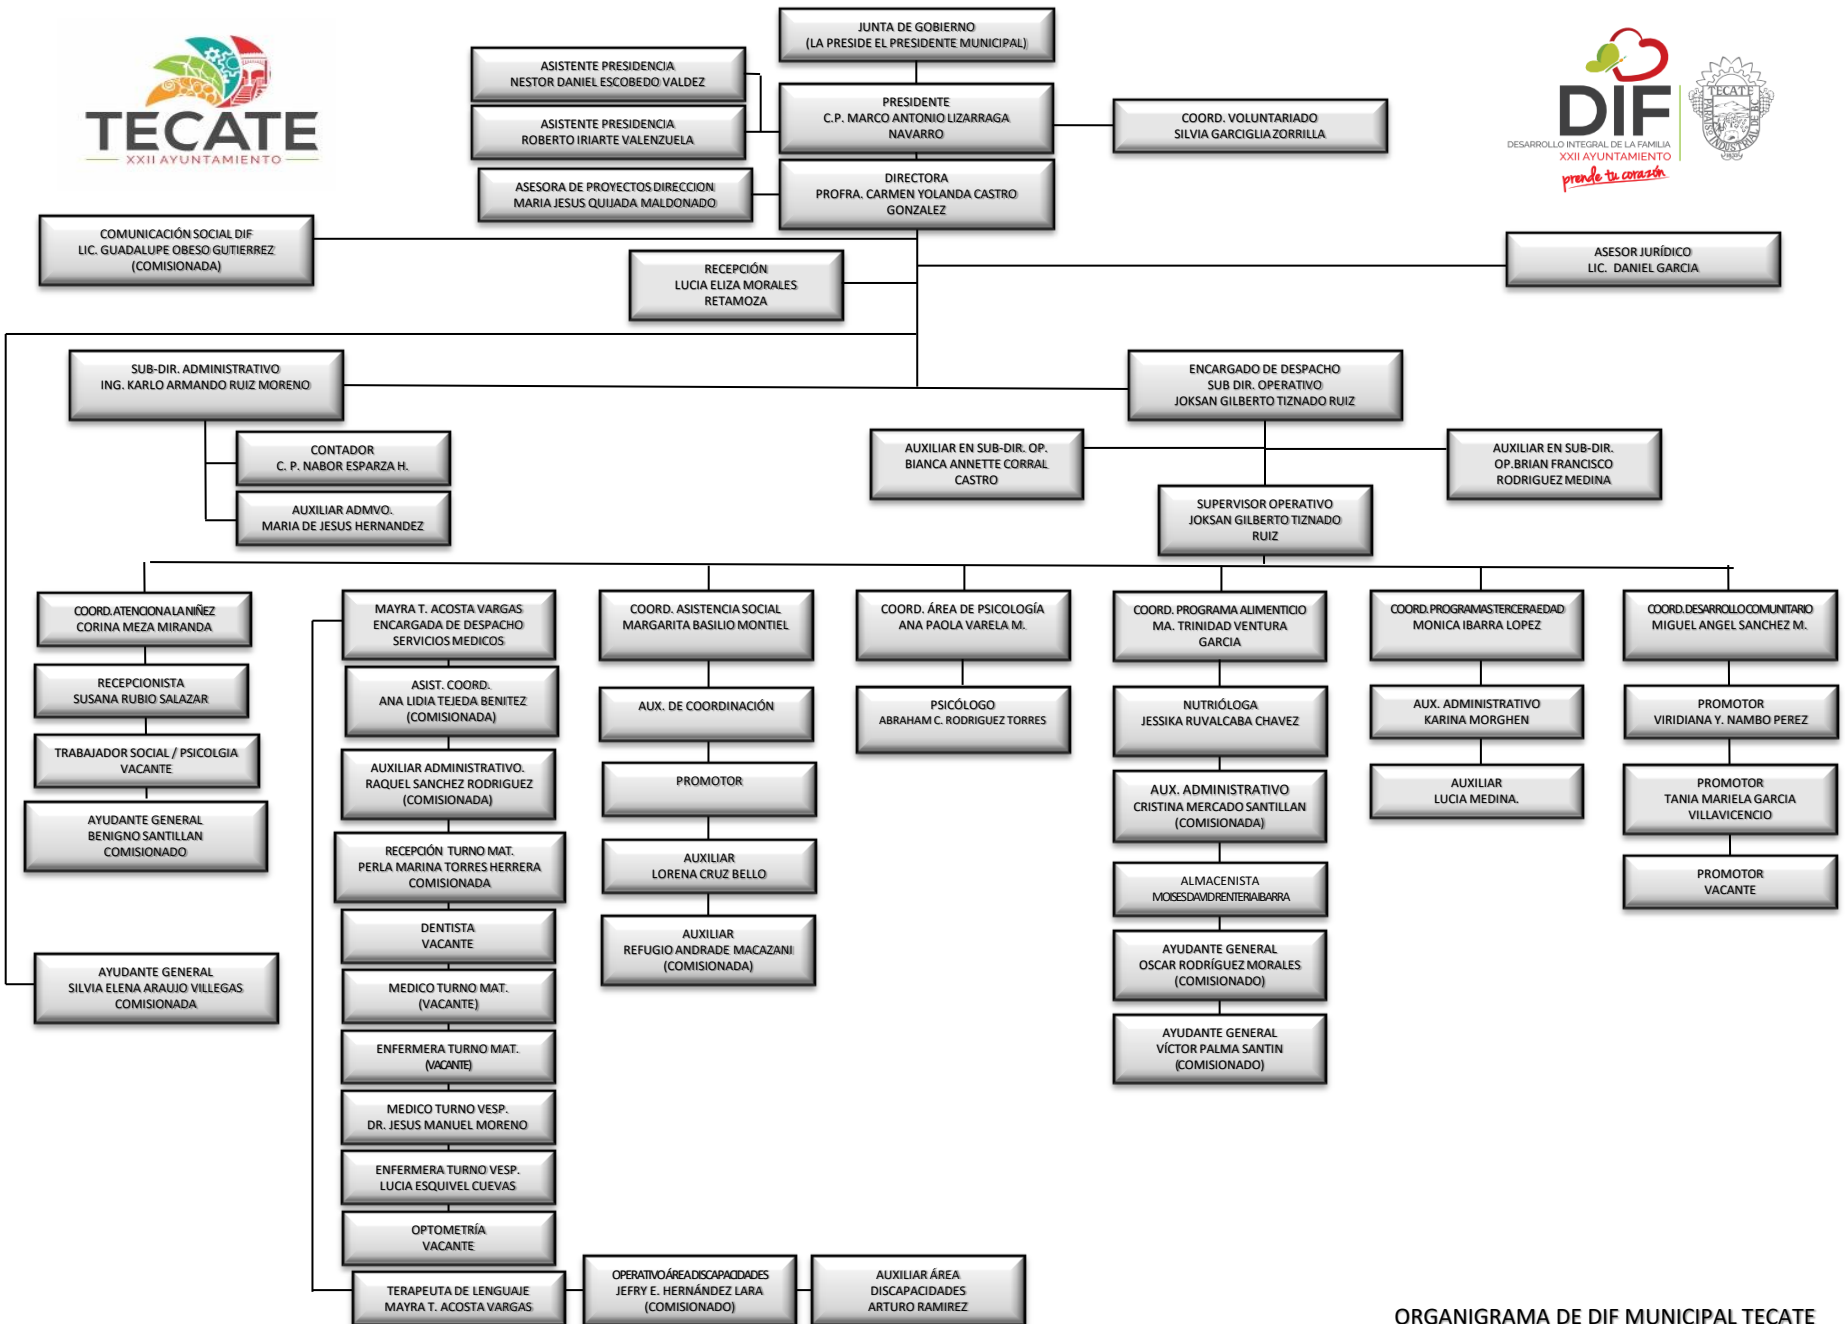 TECATE
XXII AYUNTAMIENTO
JUNTA DE GOBIERNO
(LA PRESIDE EL PRESIDENTE MUNICIPAL)
ASISTENTE PRESIDENCIA
NESTOR DANIEL ESCOBEDO VALDEZ
ASISTENTE PRESIDENCIA
ROBERTO IRIARTE VALENZUELA
PRESIDENTE
C.P. MARCO ANTONIO LIZARRAGA
NAVARRO
COORD. VOLUNTARIADO
SILVIA GARCIGLIA ZORRILLA
DIF
DESARROLLO INTEGRAL DE LA FAMILIA
XXII AYUNTAMIENTO
prende tu corazón
TECATE
PARAISO INDUSTRIAL DE BC
ASESORA DE PROYECTOS DIRECCION
MARIA JESUS QUIJADA MALDONADO
DIRECTORA
PROFRA. CARMEN YOLANDA CASTRO
GONZALEZ
COMUNICACIÓN SOCIAL DIF
LIC. GUADALUPE OBESO GUTIERREZ
(COMISIONADA)
RECEPCIÓN
LUCIA ELIZA MORALES
RETAMOZA
ASESOR JURÍDICO
LIC. DANIEL GARCIA
SUB-DIR. ADMINISTRATIVO
ING. KARLO ARMANDO RUIZ MORENO
ENCARGADO DE DESPACHO
SUB DIR. OPERATIVO
JOKSAN GILBERTO TIZNADO RUIZ
CONTADOR
C. P. NABOR ESPARZA H.
AUXILIAR ADMVO.
MARIA DE JESUS HERNANDEZ
AUXILIAR EN SUB-DIR. OP.
BIANCA ANNETTE CORRAL
CASTRO
AUXILIAR EN SUB-DIR.
OP.BRIAN FRANCISCO
RODRIGUEZ MEDINA
SUPERVISOR OPERATIVO
JOKSAN GILBERTO TIZNADO
RUIZ
COORD. ATENCION A LA NIÑEZ
CORINA MEZA MIRANDA
RECEPCIONISTA
SUSANA RUBIO SALAZAR
TRABAJADOR SOCIAL / PSICOLGIA
VACANTE
AYUDANTE GENERAL
BENIGNO SANTILLAN
COMISIONADO
AYUDANTE GENERAL
SILVIA ELENA ARAUJO VILLEGAS
COMISIONADA
MAYRA T. ACOSTA VARGAS
ENCARGADA DE DESPACHO
SERVICIOS MEDICOS
ASIST. COORD.
ANA LIDIA TEJEDA BENITEZ
(COMISIONADA)
AUXILIAR ADMINISTRATIVO.
RAQUEL SANCHEZ RODRIGUEZ
(COMISIONADA)
RECEPCIÓN TURNO MAT.
PERLA MARINA TORRES HERRERA
COMISIONADA
DENTISTA
VACANTE
MEDICO TURNO MAT.
(VACANTE)
ENFERMERA TURNO MAT.
(VACANTE)
MEDICO TURNO VESP.
DR. JESUS MANUEL MORENO
ENFERMERA TURNO VESP.
LUCIA ESQUIVEL CUEVAS
OPTOMETRÍA
VACANTE
TERAPEUTA DE LENGUAJE
MAYRA T. ACOSTA VARGAS
OPERATIVO ÁREA DISCAPACIDADES
JEFRY E. HERNÁNDEZ LARA
(COMISIONADO)
AUXILIAR ÁREA
DISCAPACIDADES
ARTURO RAMIREZ
COORD. ASISTENCIA SOCIAL
MARGARITA BASILIO MONTIEL
AUX. DE COORDINACIÓN
PROMOTOR
AUXILIAR
LORENA CRUZ BELLO
AUXILIAR
REFUGIO ANDRADE MACAZANI
(COMISIONADA)
COORD. ÁREA DE PSICOLOGÍA
ANA PAOLA VARELA M.
PSICÓLOGO
ABRAHAM C. RODRIGUEZ TORRES
COORD. PROGRAMA ALIMENTICIO
MA. TRINIDAD VENTURA
GARCIA
NUTRIÓLOGA
JESSIKA RUVALCABA CHAVEZ
AUX. ADMINISTRATIVO
CRISTINA MERCADO SANTILLAN
(COMISIONADA)
ALMACENISTA
MOISES DAVID RENTERIA IBARRA
AYUDANTE GENERAL
OSCAR RODRÍGUEZ MORALES
(COMISIONADO)
AYUDANTE GENERAL
VÍCTOR PALMA SANTIN
(COMISIONADO)
COORD. PROGRAMAS TERCERA EDAD
MONICA IBARRA LOPEZ
AUX. ADMINISTRATIVO
KARINA MORGHEN
AUXILIAR
LUCIA MEDINA.
COORD. DESARROLLO COMUNITARIO
MIGUEL ANGEL SANCHEZ M.
PROMOTOR
VIRIDIANA Y. NAMBO PEREZ
PROMOTOR
TANIA MARIELA GARCIA
VILLAVICENCIO
PROMOTOR
VACANTE
ORGANIGRAMA DE DIF MUNICIPAL TECATE